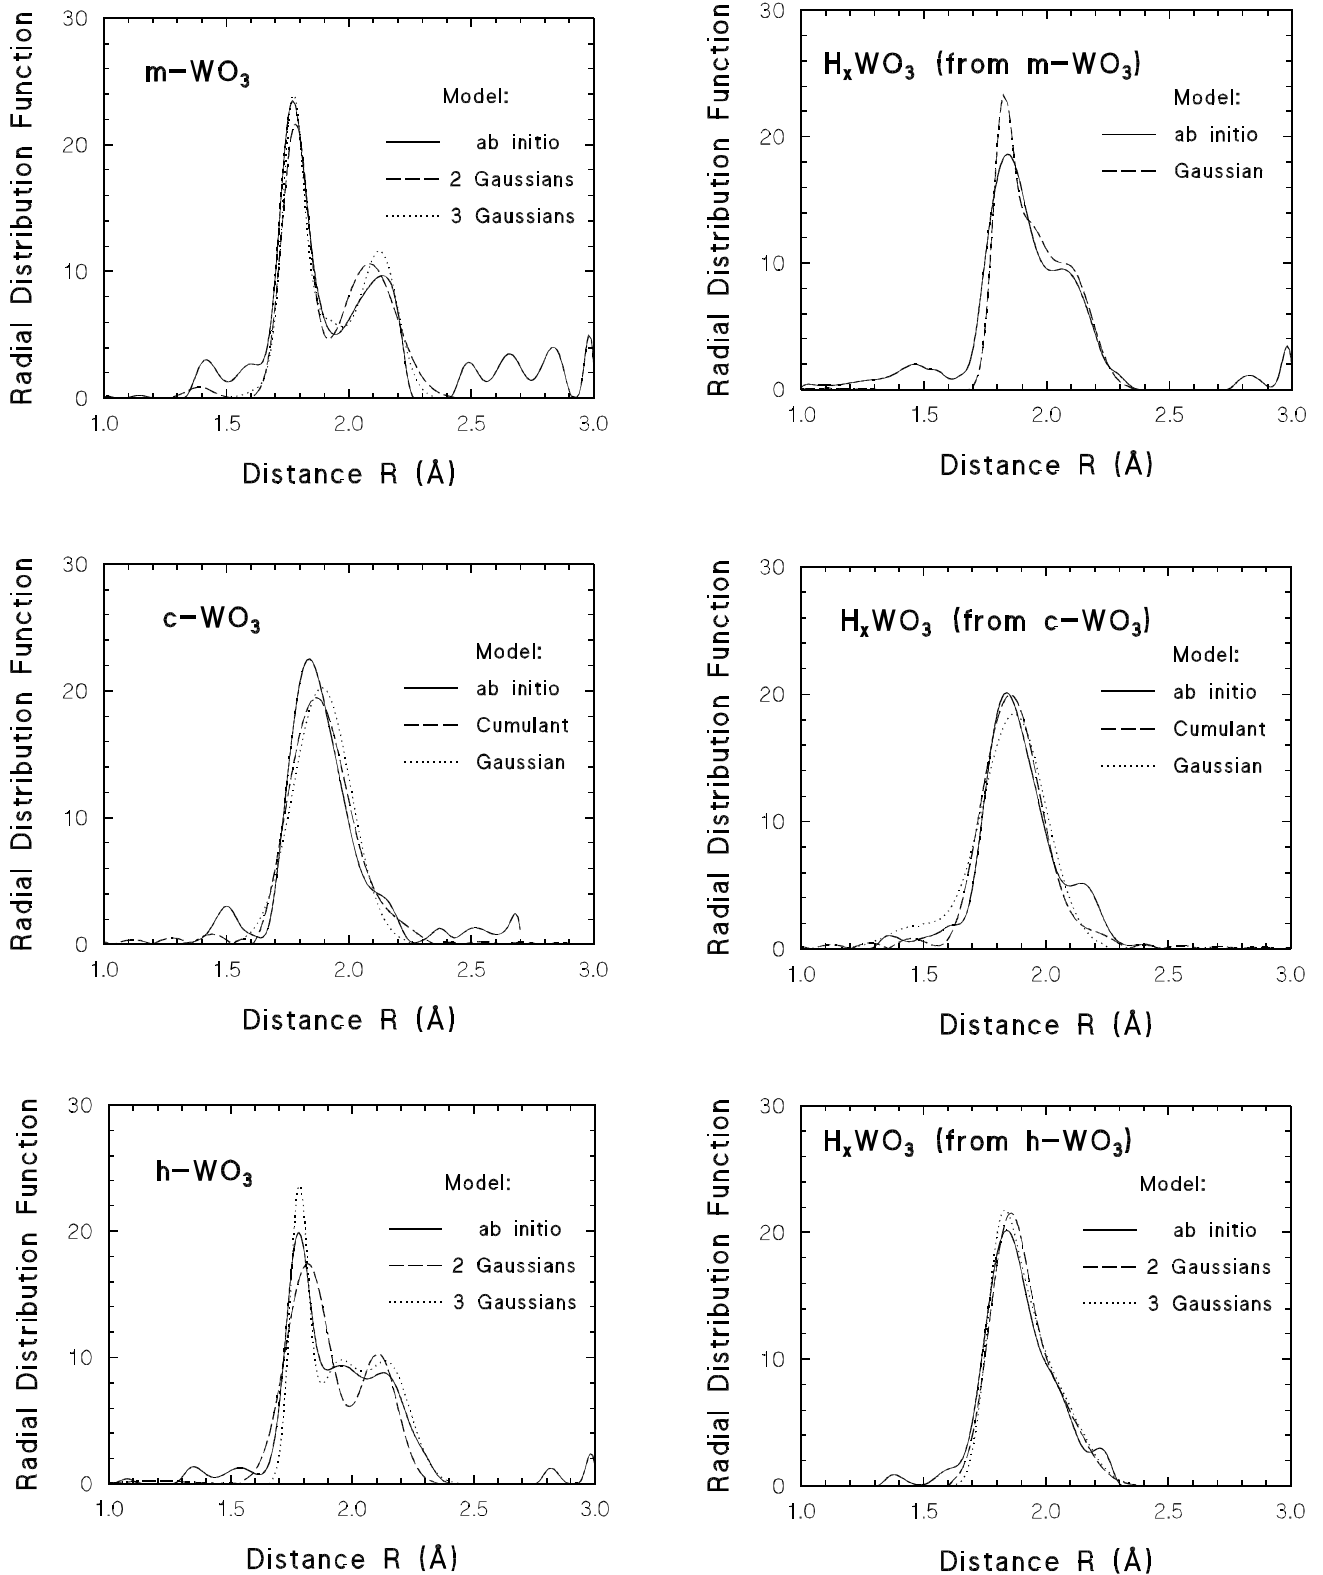 m-WO3
Radial Distribution Function
Model:
ab initio
2 Gaussians
3 Gaussians
30
20
10
0
1.0 1.5 2.0 2.5 3.0
Distance R (Å)
HxWO3 (from m-WO3)
Radial Distribution Function
Model:
ab initio
Gaussian
30
20
10
0
1.0 1.5 2.0 2.5 3.0
Distance R (Å)
c-WO3
Radial Distribution Function
Model:
ab initio
Cumulant
Gaussian
30
20
10
0
1.0 1.5 2.0 2.5 3.0
Distance R (Å)
HxWO3 (from c-WO3)
Radial Distribution Function
Model:
ab initio
Cumulant
Gaussian
30
20
10
0
1.0 1.5 2.0 2.5 3.0
Distance R (Å)
h-WO3
Radial Distribution Function
Model:
ab initio
2 Gaussians
3 Gaussians
30
20
10
0
1.0 1.5 2.0 2.5 3.0
Distance R (Å)
HxWO3 (from h-WO3)
Radial Distribution Function
Model:
ab initio
2 Gaussians
3 Gaussians
30
20
10
0
1.0 1.5 2.0 2.5 3.0
Distance R (Å)